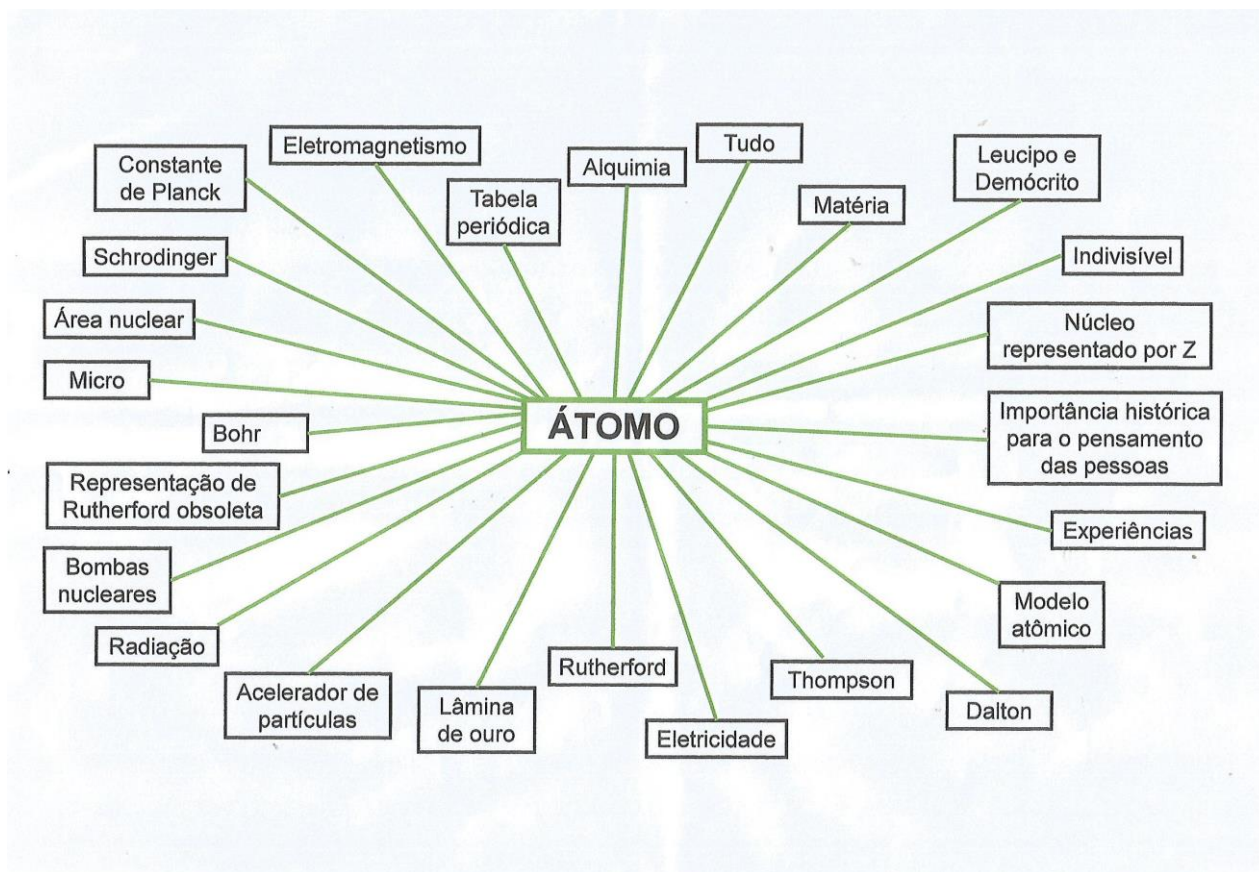 Eletromagnetismo
Tudo
Leucipo e
Demócrito
Constante
de Planck
Alquimia
Tabela
periódica
Matéria
Schrodinger
Indivisível
Área nuclear
Núcleo
representado por Z
Micro
ÁTOMO
Importância histórica
para o pensamento
das pessoas
Bohr
Representação de
Rutherford obsoleta
Experiências
Bombas
nucleares
Modelo
atômico
Radiação
Rutherford
Thompson
Acelerador de
partículas
Lâmina
de ouro
Eletricidade
Dalton